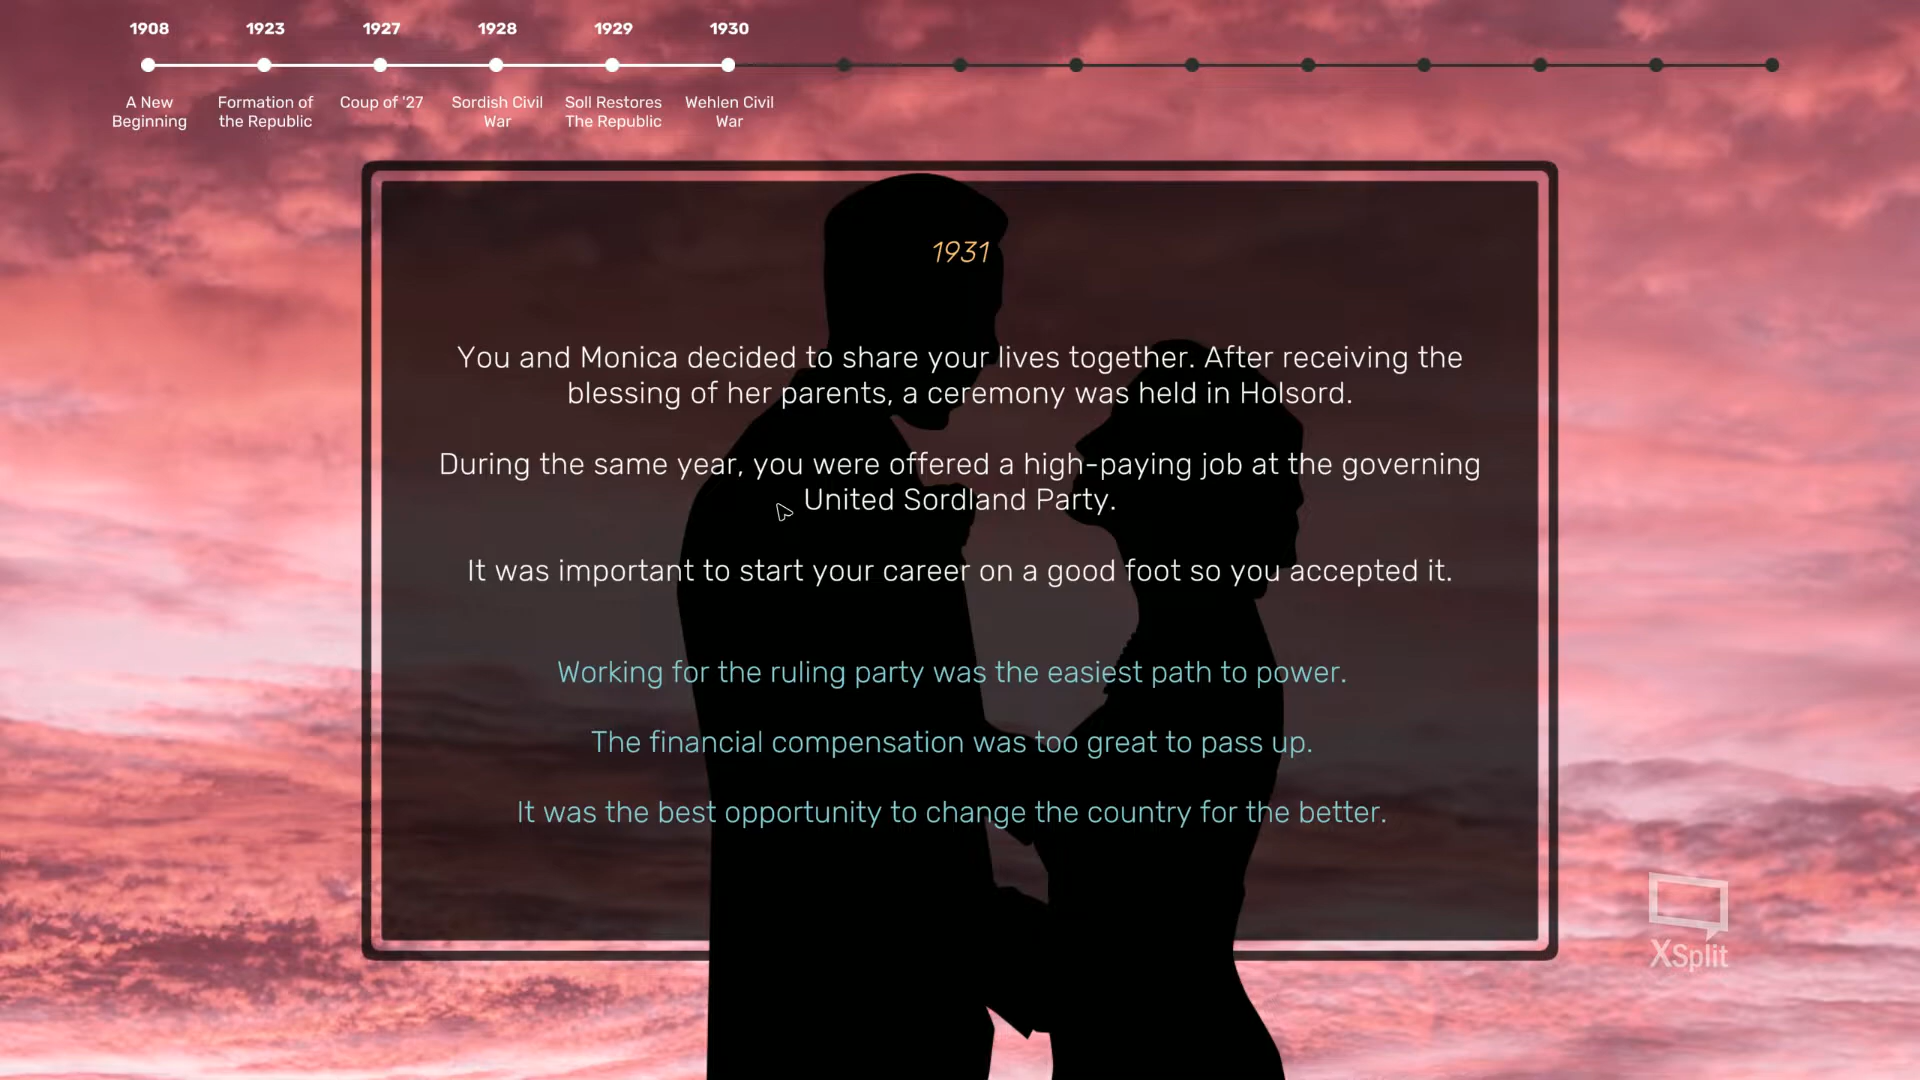 1908 1923 1927 1928 1929 1930
A New Formation of Coup of '27 Sordish Civil Soll Restores Wehlen Civil
Beginning the Republic War The Republic War
1931
You and Monica decided to share your lives together. After receiving the
blessing of her parents, a ceremony was held in Holsord.
During the same year, you were offered a high-paying job at the governing
United Sordland Party.
It was important to start your career on a good foot so you accepted it.
Working for the ruling party was the easiest path to power.
The financial compensation was too great to pass up.
It was the best opportunity to change the country for the better.
XSplit